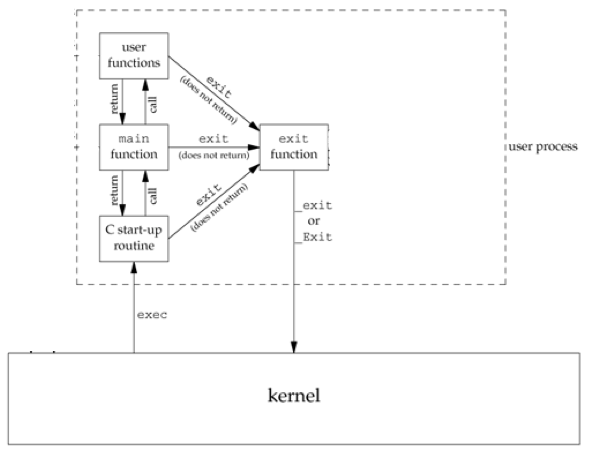 user
functions
exit
(does not return)
return
call
main
function
exit
(does not return)
exit
function
user process
return
call
exit
(does not return)
C start-up
routine
_exit
or
_Exit
exec
kernel